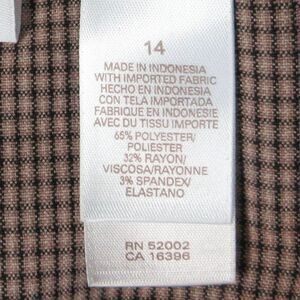 14
MADE IN INDONESIA
WITH IMPORTED FABRIC
HECHO EN INDONESIA
CON TELA IMPORTADA
FABRIQUE EN INDONESIE
AVEC DU TISSU IMPORTE
65% POLYESTER/
POLIESTER
32% RAYON/
VISCOSA/RAYONNE
3% SPANDEX/
ELASTANO
RN 52002
CA 16396